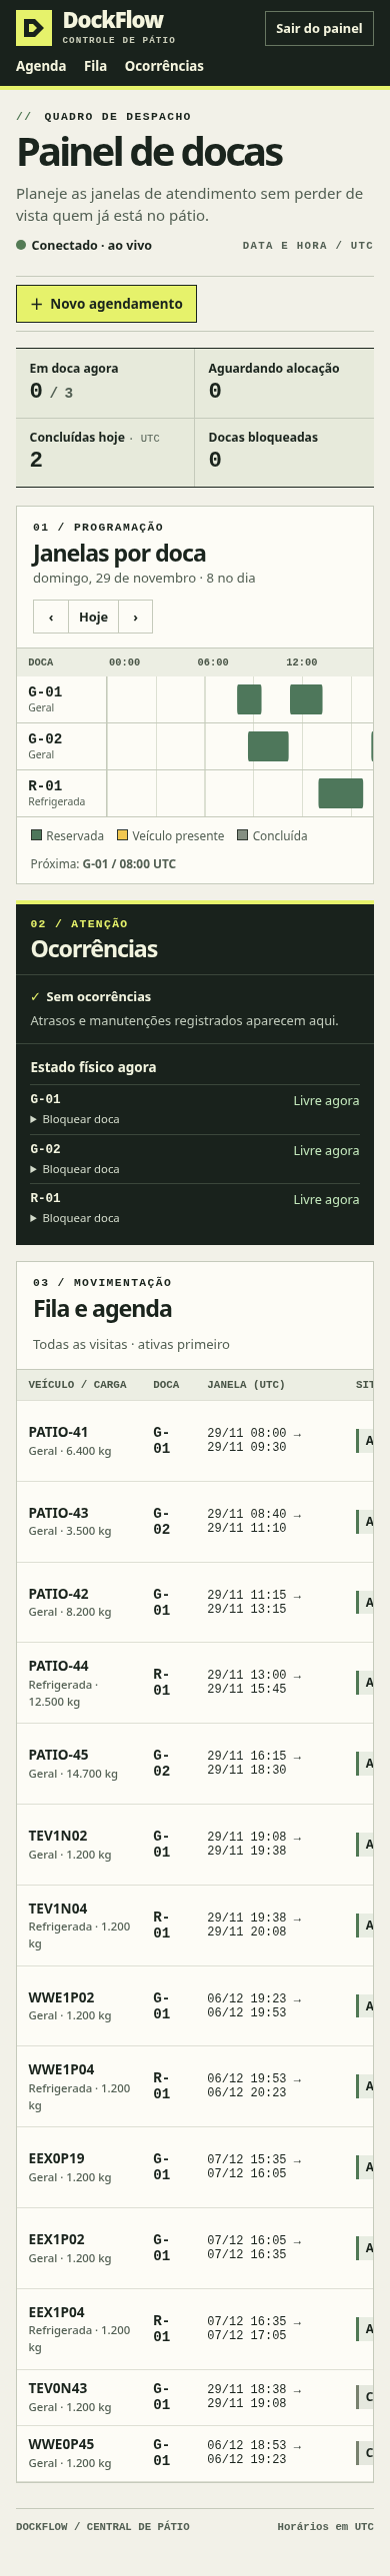 DockFlow
CONTROLE DE PÁTIO
Sair do painel
Agenda Fila Ocorrências
// QUADRO DE DESPACHO
Painel de docas
Planeje as janelas de atendimento sem perder de
vista quem já está no pátio.
Conectado · ao vivo DATA E HORA / UTC
+ Novo agendamento
Em doca agora
0 / 3
Aguardando alocação
0
Concluídas hoje · UTC
2
Docas bloqueadas
0
01 / PROGRAMAÇÃO
Janelas por doca
domingo, 29 de novembro · 8 no dia
‹ Hoje ›
DOCA 00:00 06:00 12:00
G-01
Geral
G-02
Geral
R-01
Refrigerada
Reservada Veículo presente Concluída
Próxima: G-01 / 08:00 UTC
02 / ATENÇÃO
Ocorrências
✓ Sem ocorrências
Atrasos e manutenções registrados aparecem aqui.
Estado físico agora
G-01 Livre agora
▶ Bloquear doca
G-02 Livre agora
▶ Bloquear doca
R-01 Livre agora
▶ Bloquear doca
03 / MOVIMENTAÇÃO
Fila e agenda
Todas as visitas · ativas primeiro
VEÍCULO / CARGA DOCA JANELA (UTC)
PATIO-41
Geral · 6.400 kg
G-
01
29/11 08:00 →
29/11 09:30
PATIO-43
Geral · 3.500 kg
G-
02
29/11 08:40 →
29/11 11:10
PATIO-42
Geral · 8.200 kg
G-
01
29/11 11:15 →
29/11 13:15
PATIO-44
Refrigerada ·
12.500 kg
R-
01
29/11 13:00 →
29/11 15:45
PATIO-45
Geral · 14.700 kg
G-
02
29/11 16:15 →
29/11 18:30
TEV1N02
Geral · 1.200 kg
G-
01
29/11 19:08 →
29/11 19:38
TEV1N04
Refrigerada · 1.200
kg
R-
01
29/11 19:38 →
29/11 20:08
WWE1P02
Geral · 1.200 kg
G-
01
06/12 19:23 →
06/12 19:53
WWE1P04
Refrigerada · 1.200
kg
R-
01
06/12 19:53 →
06/12 20:23
EEX0P19
Geral · 1.200 kg
G-
01
07/12 15:35 →
07/12 16:05
EEX1P02
Geral · 1.200 kg
G-
01
07/12 16:05 →
07/12 16:35
EEX1P04
Refrigerada · 1.200
kg
R-
01
07/12 16:35 →
07/12 17:05
TEV0N43
Geral · 1.200 kg
G-
01
29/11 18:38 →
29/11 19:08
WWE0P45
Geral · 1.200 kg
G-
01
06/12 18:53 →
06/12 19:23
DOCKFLOW / CENTRAL DE PÁTIO Horários em UTC